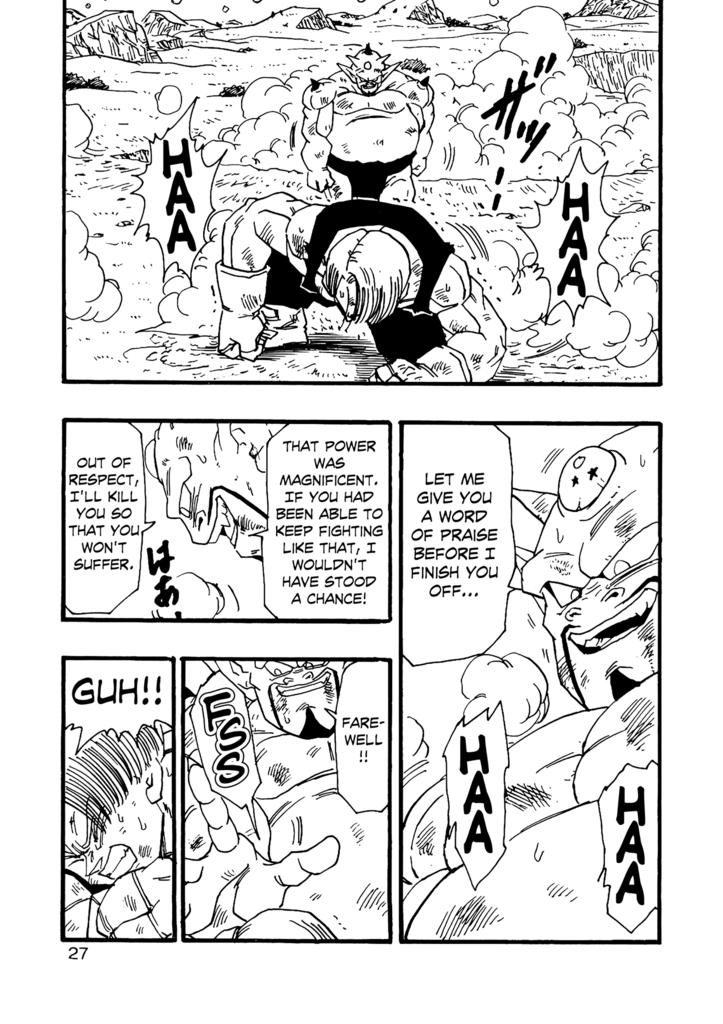 ザッ
HAA
HAA
LET ME
GIVE YOU
A WORD
OF PRAISE
BEFORE I
FINISH YOU
OFF...
HAA
HAA
THAT POWER
WAS
MAGNIFICENT.
IF YOU HAD
BEEN ABLE TO
KEEP FIGHTING
LIKE THAT, I
WOULDN'T
HAVE STOOD
A CHANCE!
OUT OF
RESPECT,
I'LL KILL
YOU SO
THAT YOU
WON'T
SUFFER.
はぁ
FARE-
WELL
!!
FSS
GUH!!
27